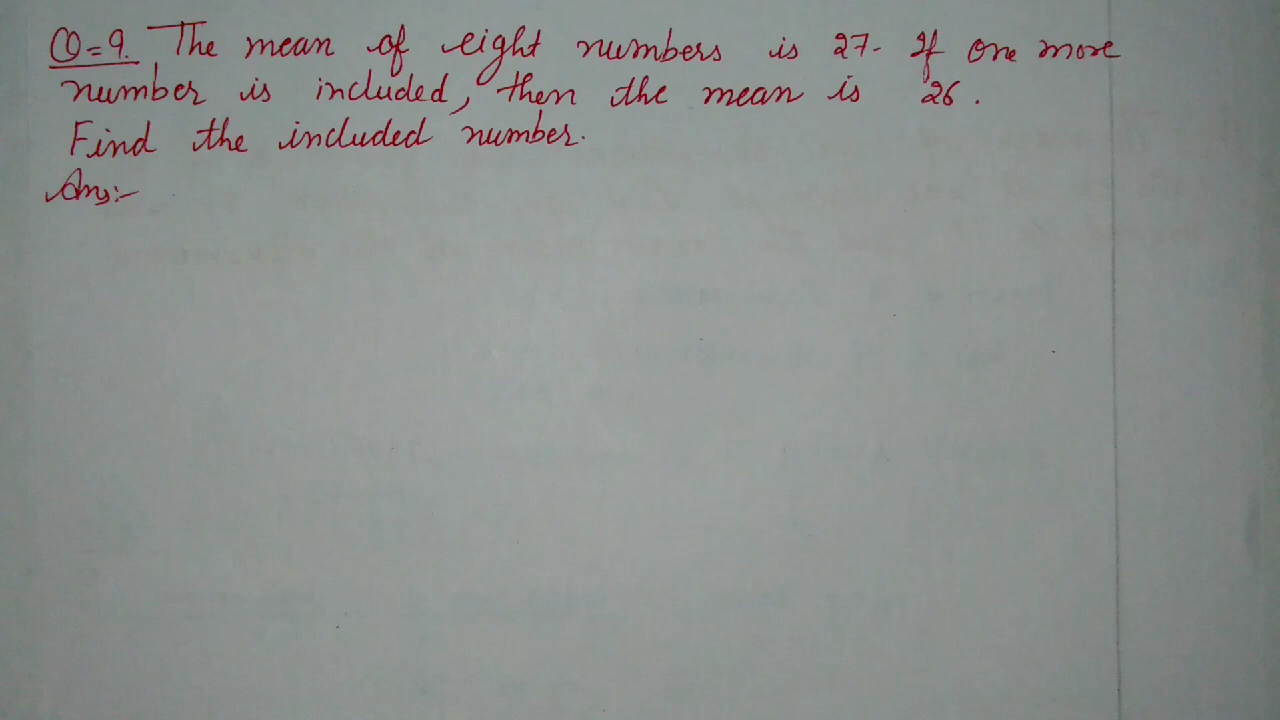 Q=9. The mean of eight numbers is 27. If one more
number is included, then the mean is 26.
Find the included number.
Ans:-